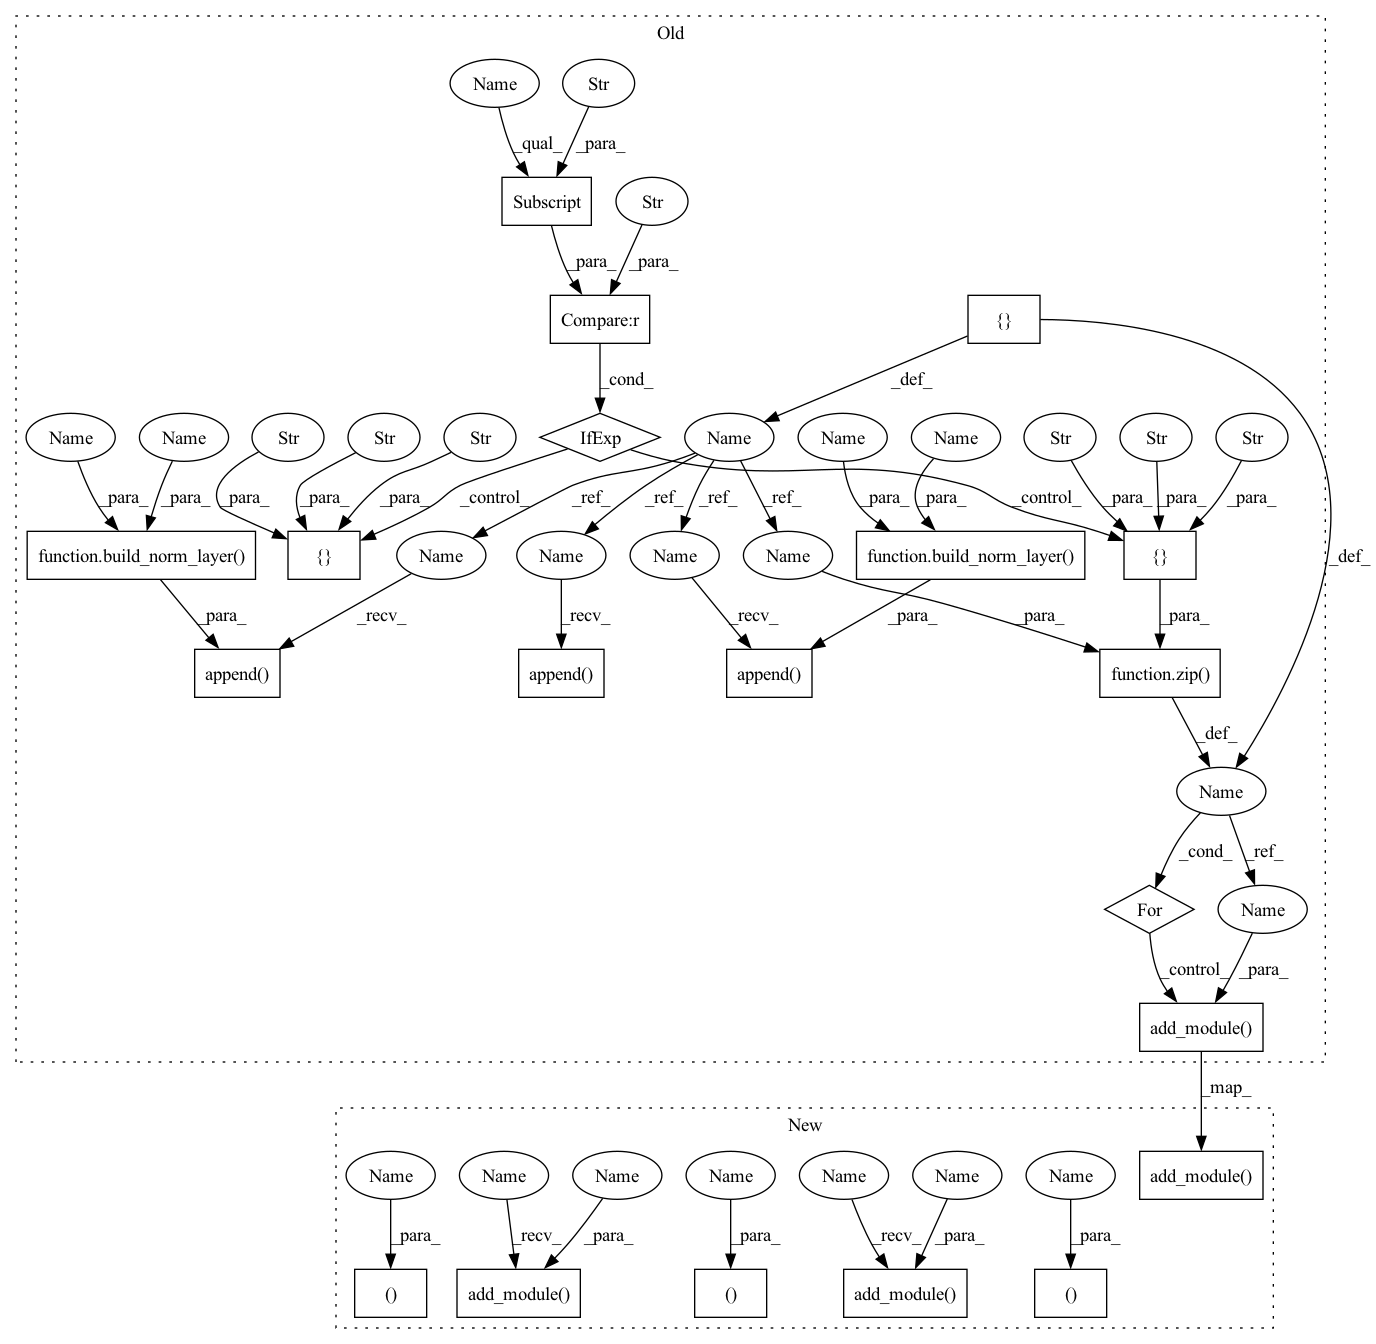 Old
Name
Str
_qual_
_para_
Subscript
Str
_para_
_para_
Compare:r
{}
_cond_
_def_
Name
Name
Str
Str
Str
IfExp
Name
Name
Name
Str
Str
Str
_para_
_para_
_para_
_para_
_para_
_control_
_ref_
_ref_
_ref_
_ref_
_para_
_para_
_control_
_para_
_para_
_para_
_def_
function.build_norm_layer()
{}
Name
Name
Name
Name
function.build_norm_layer()
{}
_para_
_recv_
_recv_
_recv_
_para_
_para_
_para_
append()
append()
append()
function.zip()
_def_
Name
_cond_
_ref_
For
Name
_control_
_para_
add_module()
_map_
New
Name
Name
Name
Name
Name
Name
Name
add_module()
_para_
_recv_
_para_
_para_
_recv_
_para_
_para_
()
add_module()
()
add_module()
()